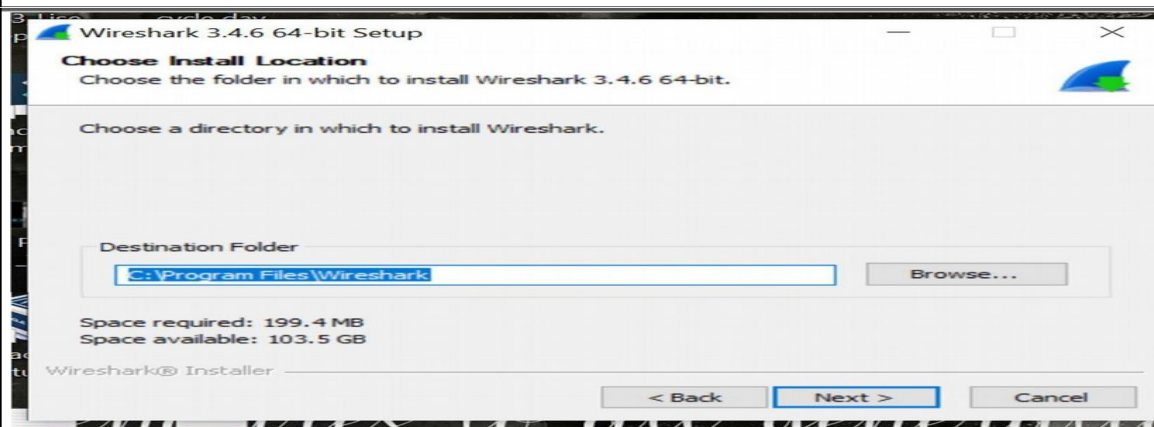 Wireshark 3.4.6 64-bit Setup
Choose Install Location
Choose the folder in which to install Wireshark 3.4.6 64-bit.
Choose a directory in which to install Wireshark.
Destination Folder
C:\Program Files\Wireshark
Browse...
Space required: 199.4 MB
Space available: 103.5 GB
Wireshark® Installer
< Back
Next >
Cancel